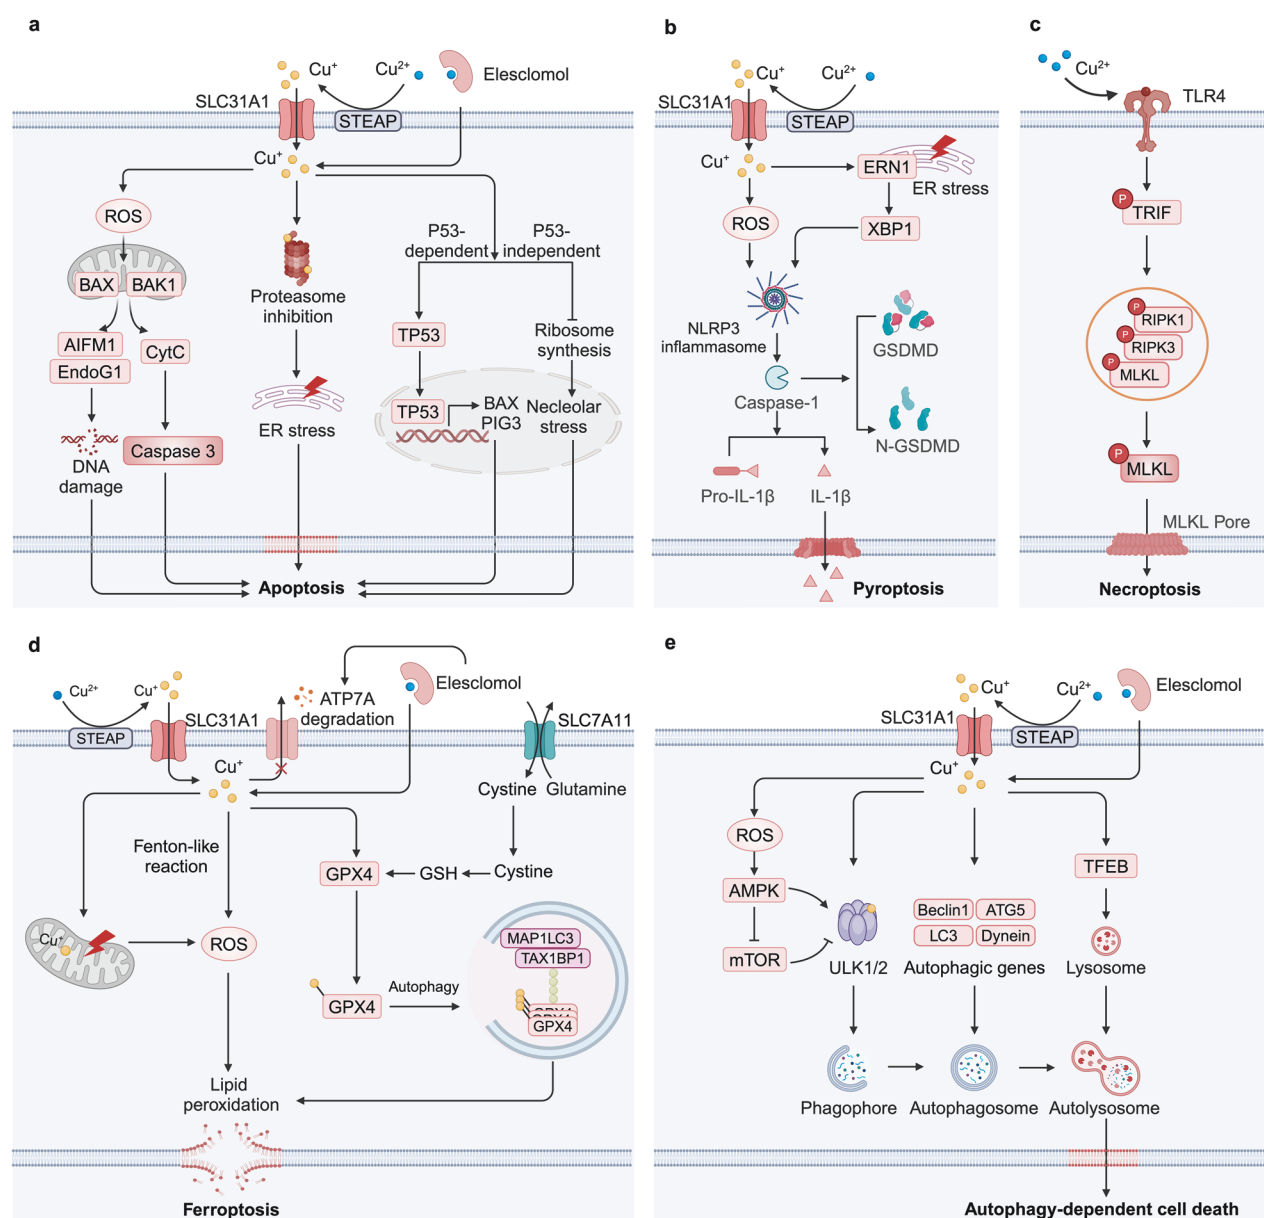 a
Cu⁺
Cu²⁺
Elesclomol
SLC31A1
STEAP
Cu⁺
ROS
BAX
BAK1
AIFM1
EndoG1
CytC
DNA
damage
Caspase 3
Proteasome
inhibition
ER stress
P53-
dependent
P53-
independent
TP53
Ribosome
synthesis
TP53
BAX
PIG3
Necleolar
stress
Apoptosis
b
Cu⁺
Cu²⁺
SLC31A1
STEAP
Cu⁺
ERN1
ER stress
ROS
XBP1
NLRP3
inflammasome
GSDMD
Caspase-1
N-GSDMD
Pro-IL-1β
IL-1β
Pyroptosis
c
Cu²⁺
TLR4
P
TRIF
P
RIPK1
P
RIPK3
P
MLKL
P
MLKL
MLKL Pore
Necroptosis
d
Cu²⁺
Cu⁺
STEAP
SLC31A1
ATP7A
degradation
Elesclomol
SLC7A11
Cu⁺
Cystine
Glutamine
Fenton-like
reaction
GPX4
GSH
Cystine
Cu⁺
ROS
MAP1LC3
TAX1BP1
GPX4
Autophagy
GPX4
GPX4
GPX4
Lipid
peroxidation
Ferroptosis
e
Cu⁺
Cu²⁺
Elesclomol
SLC31A1
STEAP
Cu⁺
ROS
AMPK
mTOR
ULK1/2
Beclin1
ATG5
LC3
Dynein
Autophagic genes
TFEB
Lysosome
Phagophore
Autophagosome
Autolysosome
Autophagy-dependent cell death